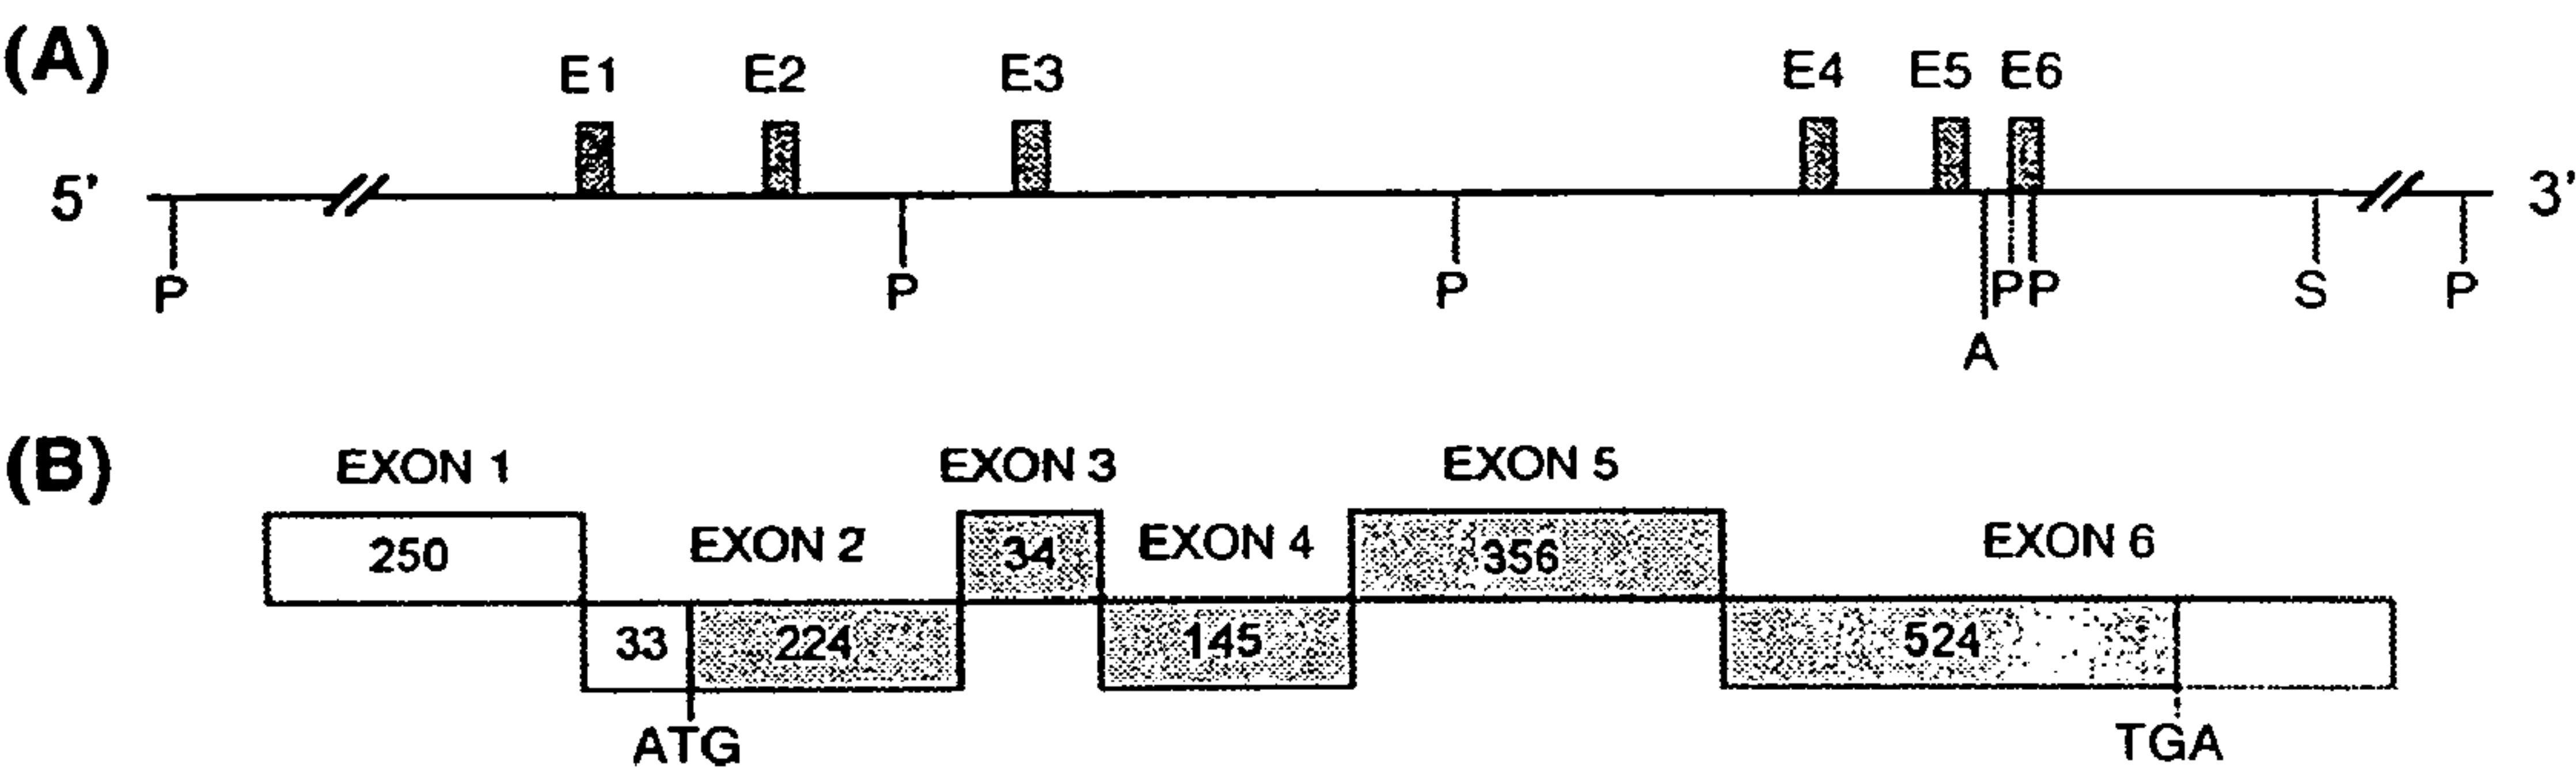 (A)
E1 E2 E3 E4 E5 E6
5' 3'
P P P P P S P
A
(B)
EXON 1 EXON 3 EXON 5
EXON 2 EXON 4 EXON 6
250 34 356
33 224 145 524
ATG TGA